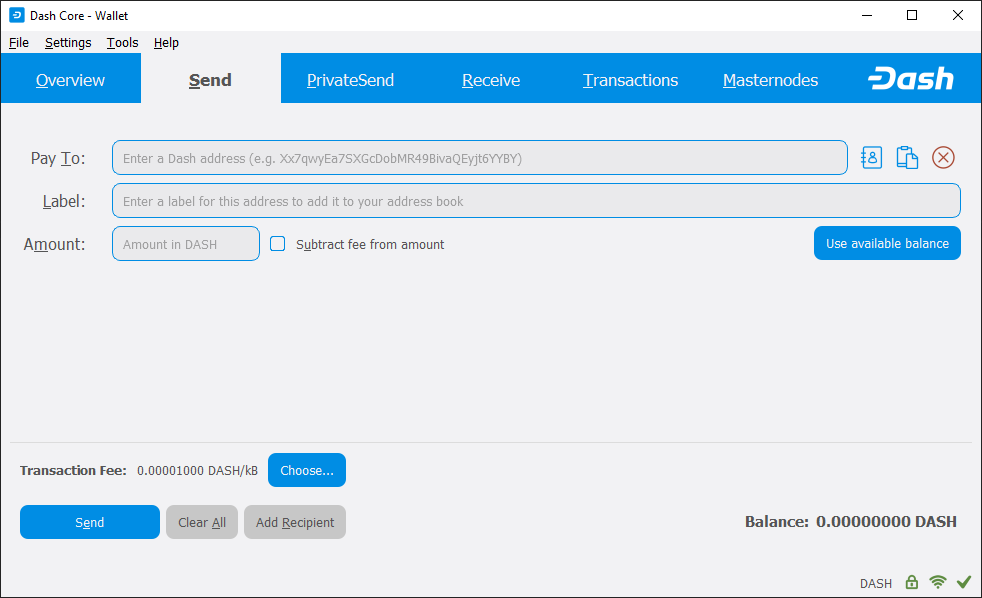 Dash Core - Wallet
File Settings Tools Help
Overview Send PrivateSend Receive Transactions Masternodes Dash
Pay To: Enter a Dash address (e.g. Xx7qwyEa7SXGcDobMR49BivaQEyjt6YYBY)
Label: Enter a label for this address to add it to your address book
Amount: Amount in DASH Subtract fee from amount Use available balance
Transaction Fee: 0.00001000 DASH/kB Choose...
Send Clear All Add Recipient Balance: 0.00000000 DASH
DASH